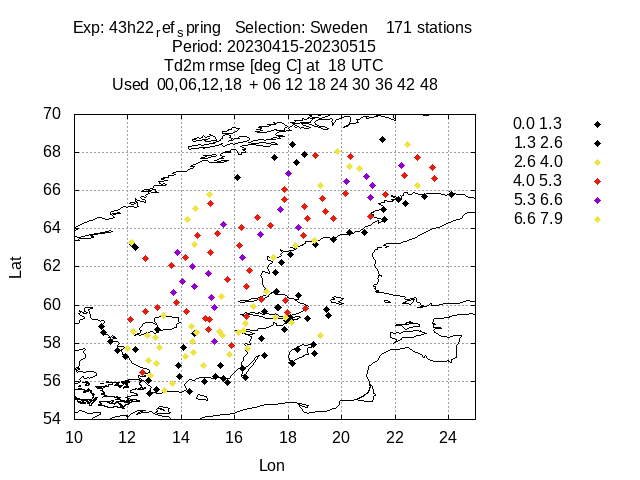 Exp: 43h22refspring   Selection: Sweden    171 stations
Period: 20230415-20230515
Td2m rmse [deg C] at  18 UTC
Used  00,06,12,18  + 06 12 18 24 30 36 42 48
70
68
66
64
62
60
58
56
54
Lat
10 12 14 16 18 20 22 24
Lon
0.0 1.3
1.3 2.6
2.6 4.0
4.0 5.3
5.3 6.6
6.6 7.9